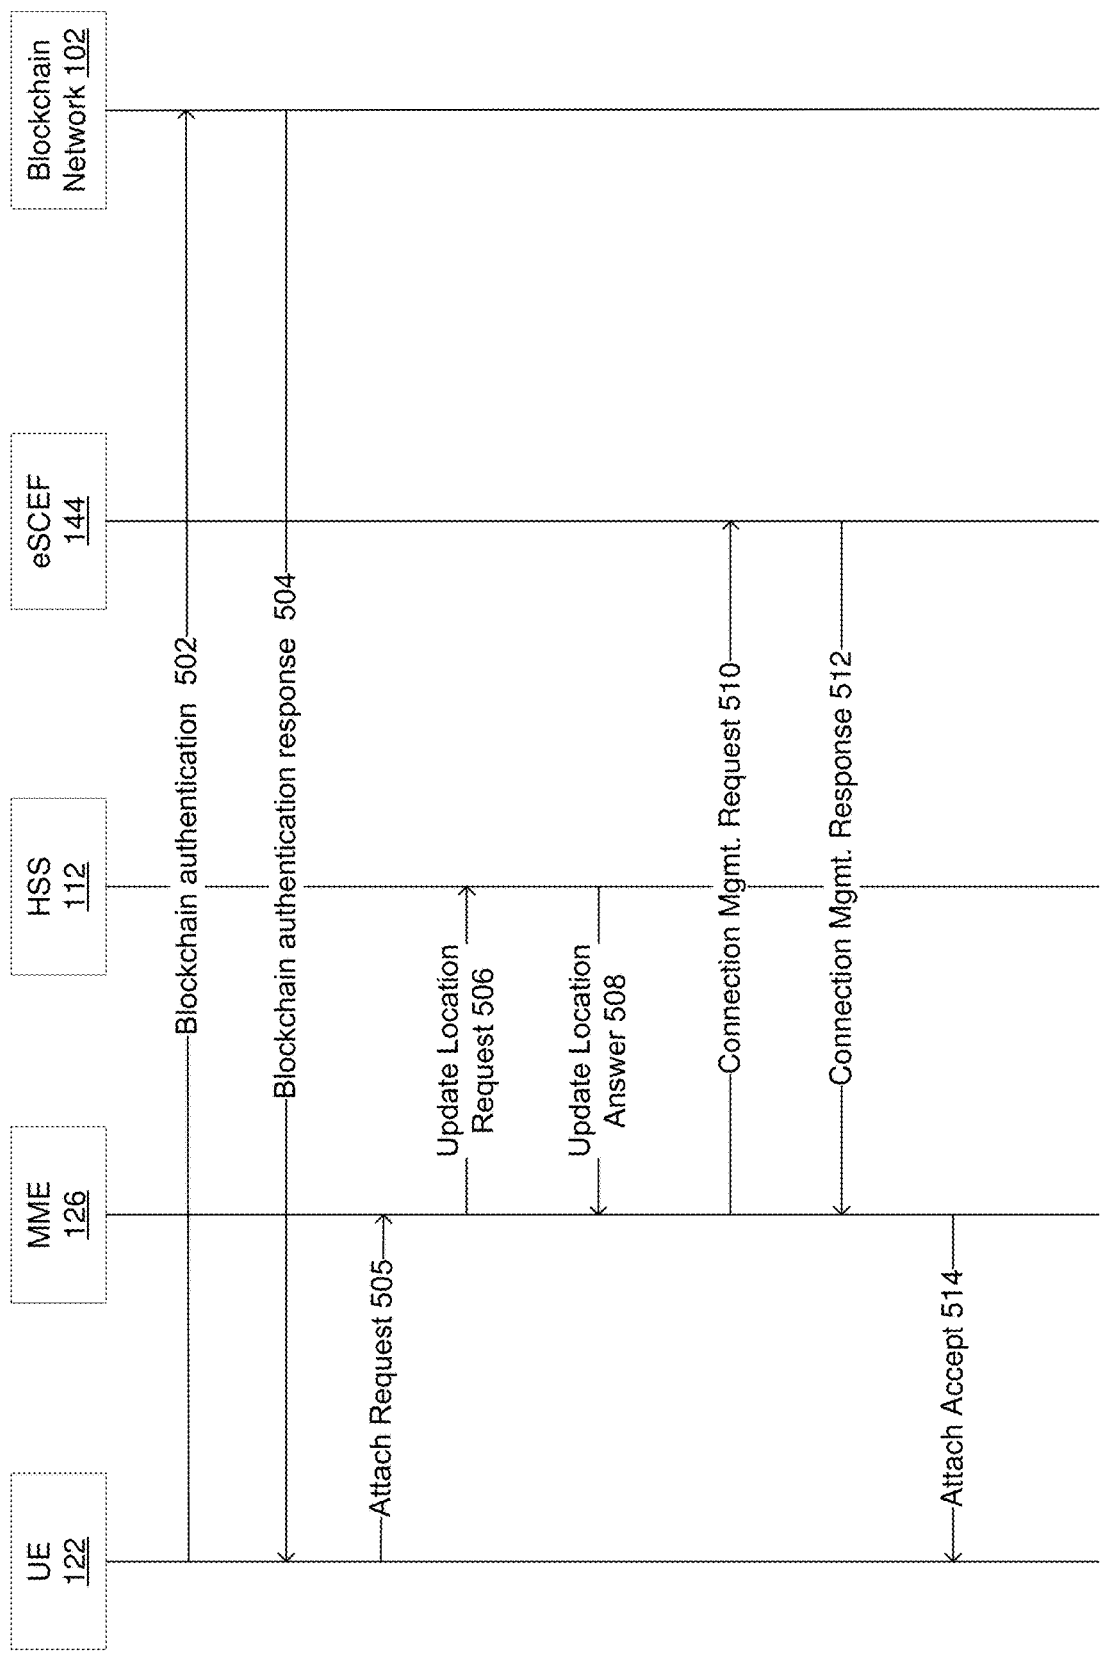 UE
122
MME
126
HSS
112
eSCEF
144
Blockchain
Network 102
Blockchain authentication 502
Blockchain authentication response 504
Attach Request 505
Update Location
Request 506
Update Location
Answer 508
Connection Mgmt. Request 510
Connection Mgmt. Response 512
Attach Accept 514